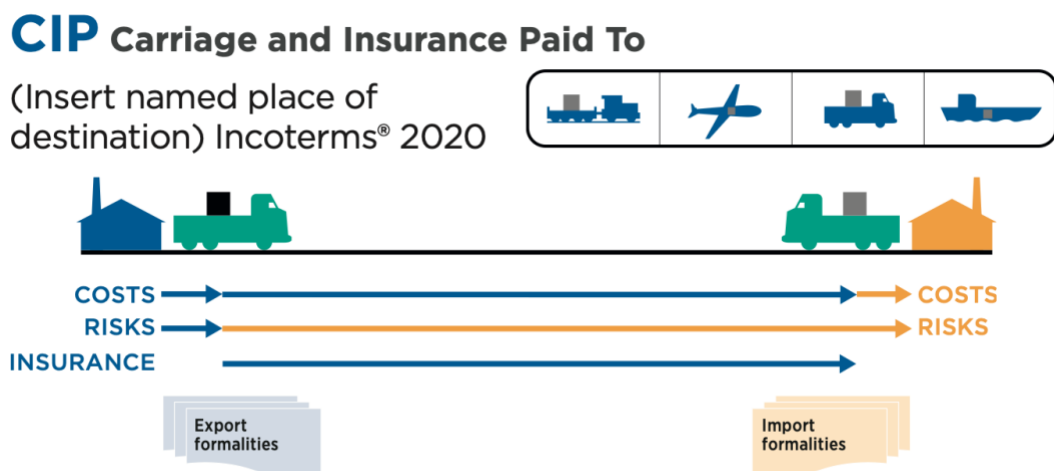 CIP Carriage and Insurance Paid To
(Insert named place of
destination) Incoterms® 2020
COSTS COSTS
RISKS RISKS
INSURANCE
Export
formalities
Import
formalities